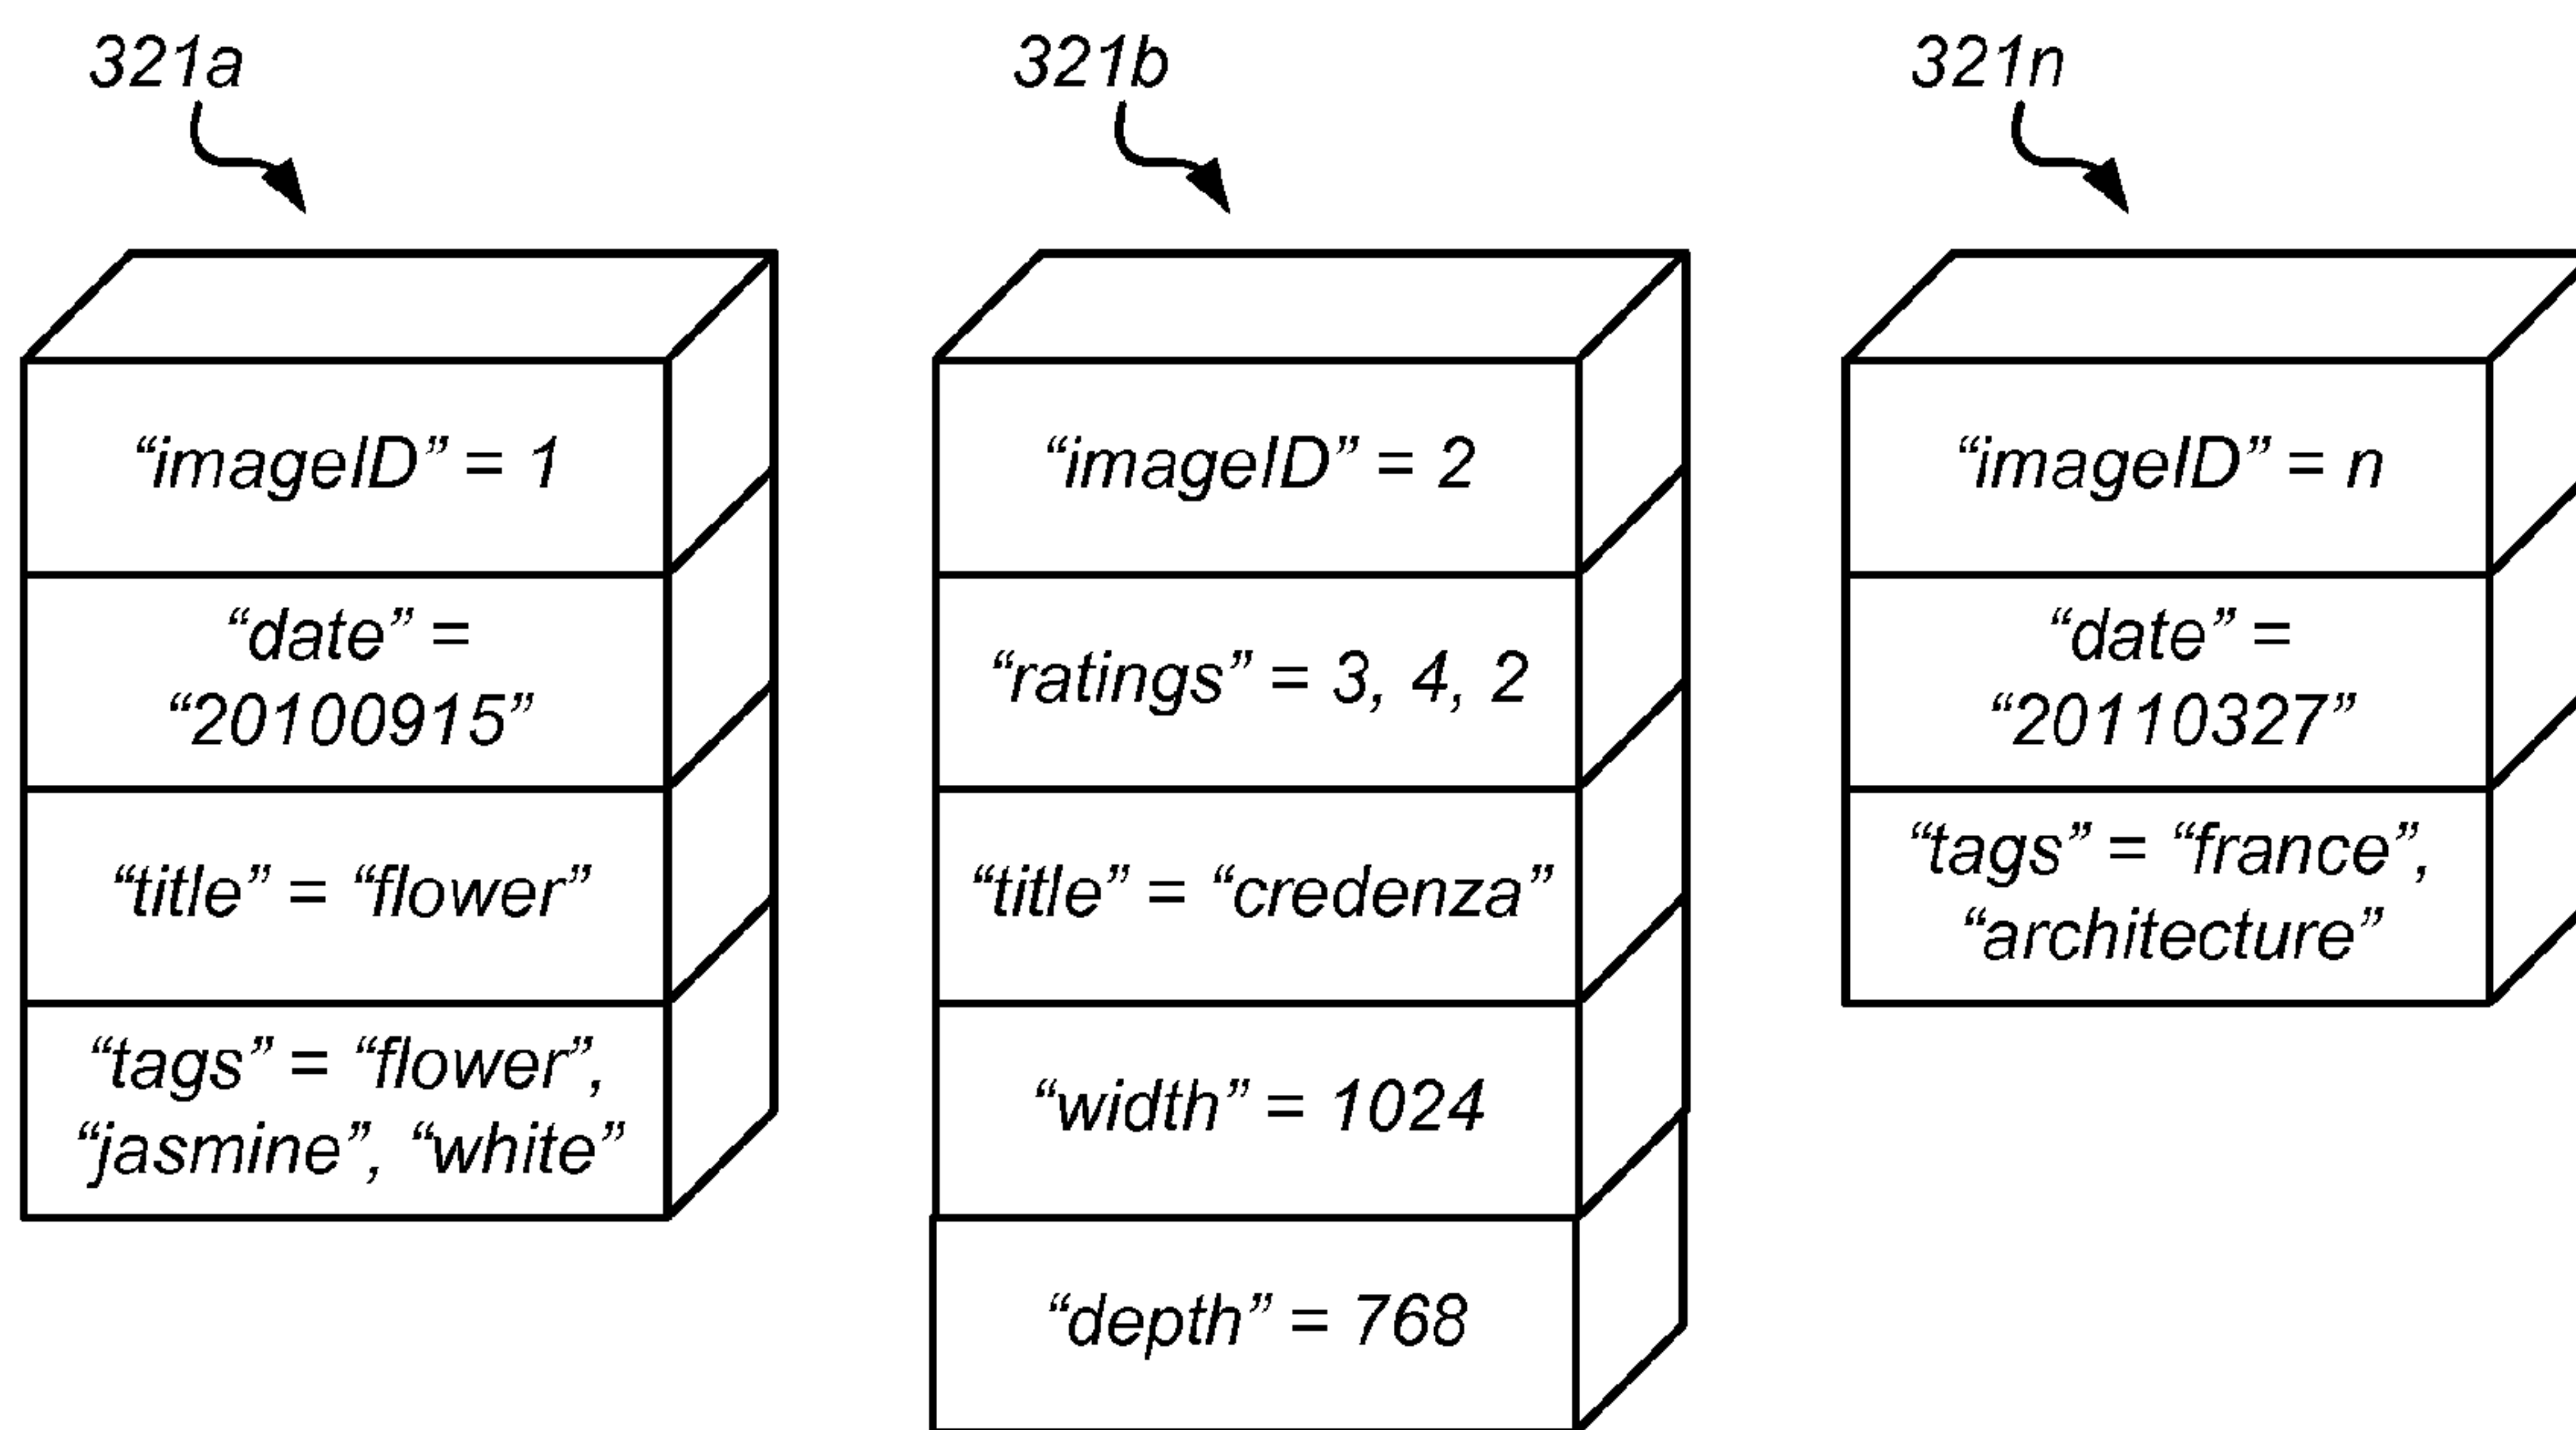 321a
“imageID” = 1
“date” =
“20100915”
“title” = “flower”
“tags” = “flower”,
“jasmine”, “white”
321b
“imageID” = 2
“ratings” = 3, 4, 2
“title” = “credenza”
“width” = 1024
“depth” = 768
321n
“imageID” = n
“date” =
“20110327”
“tags” = “france”,
“architecture”